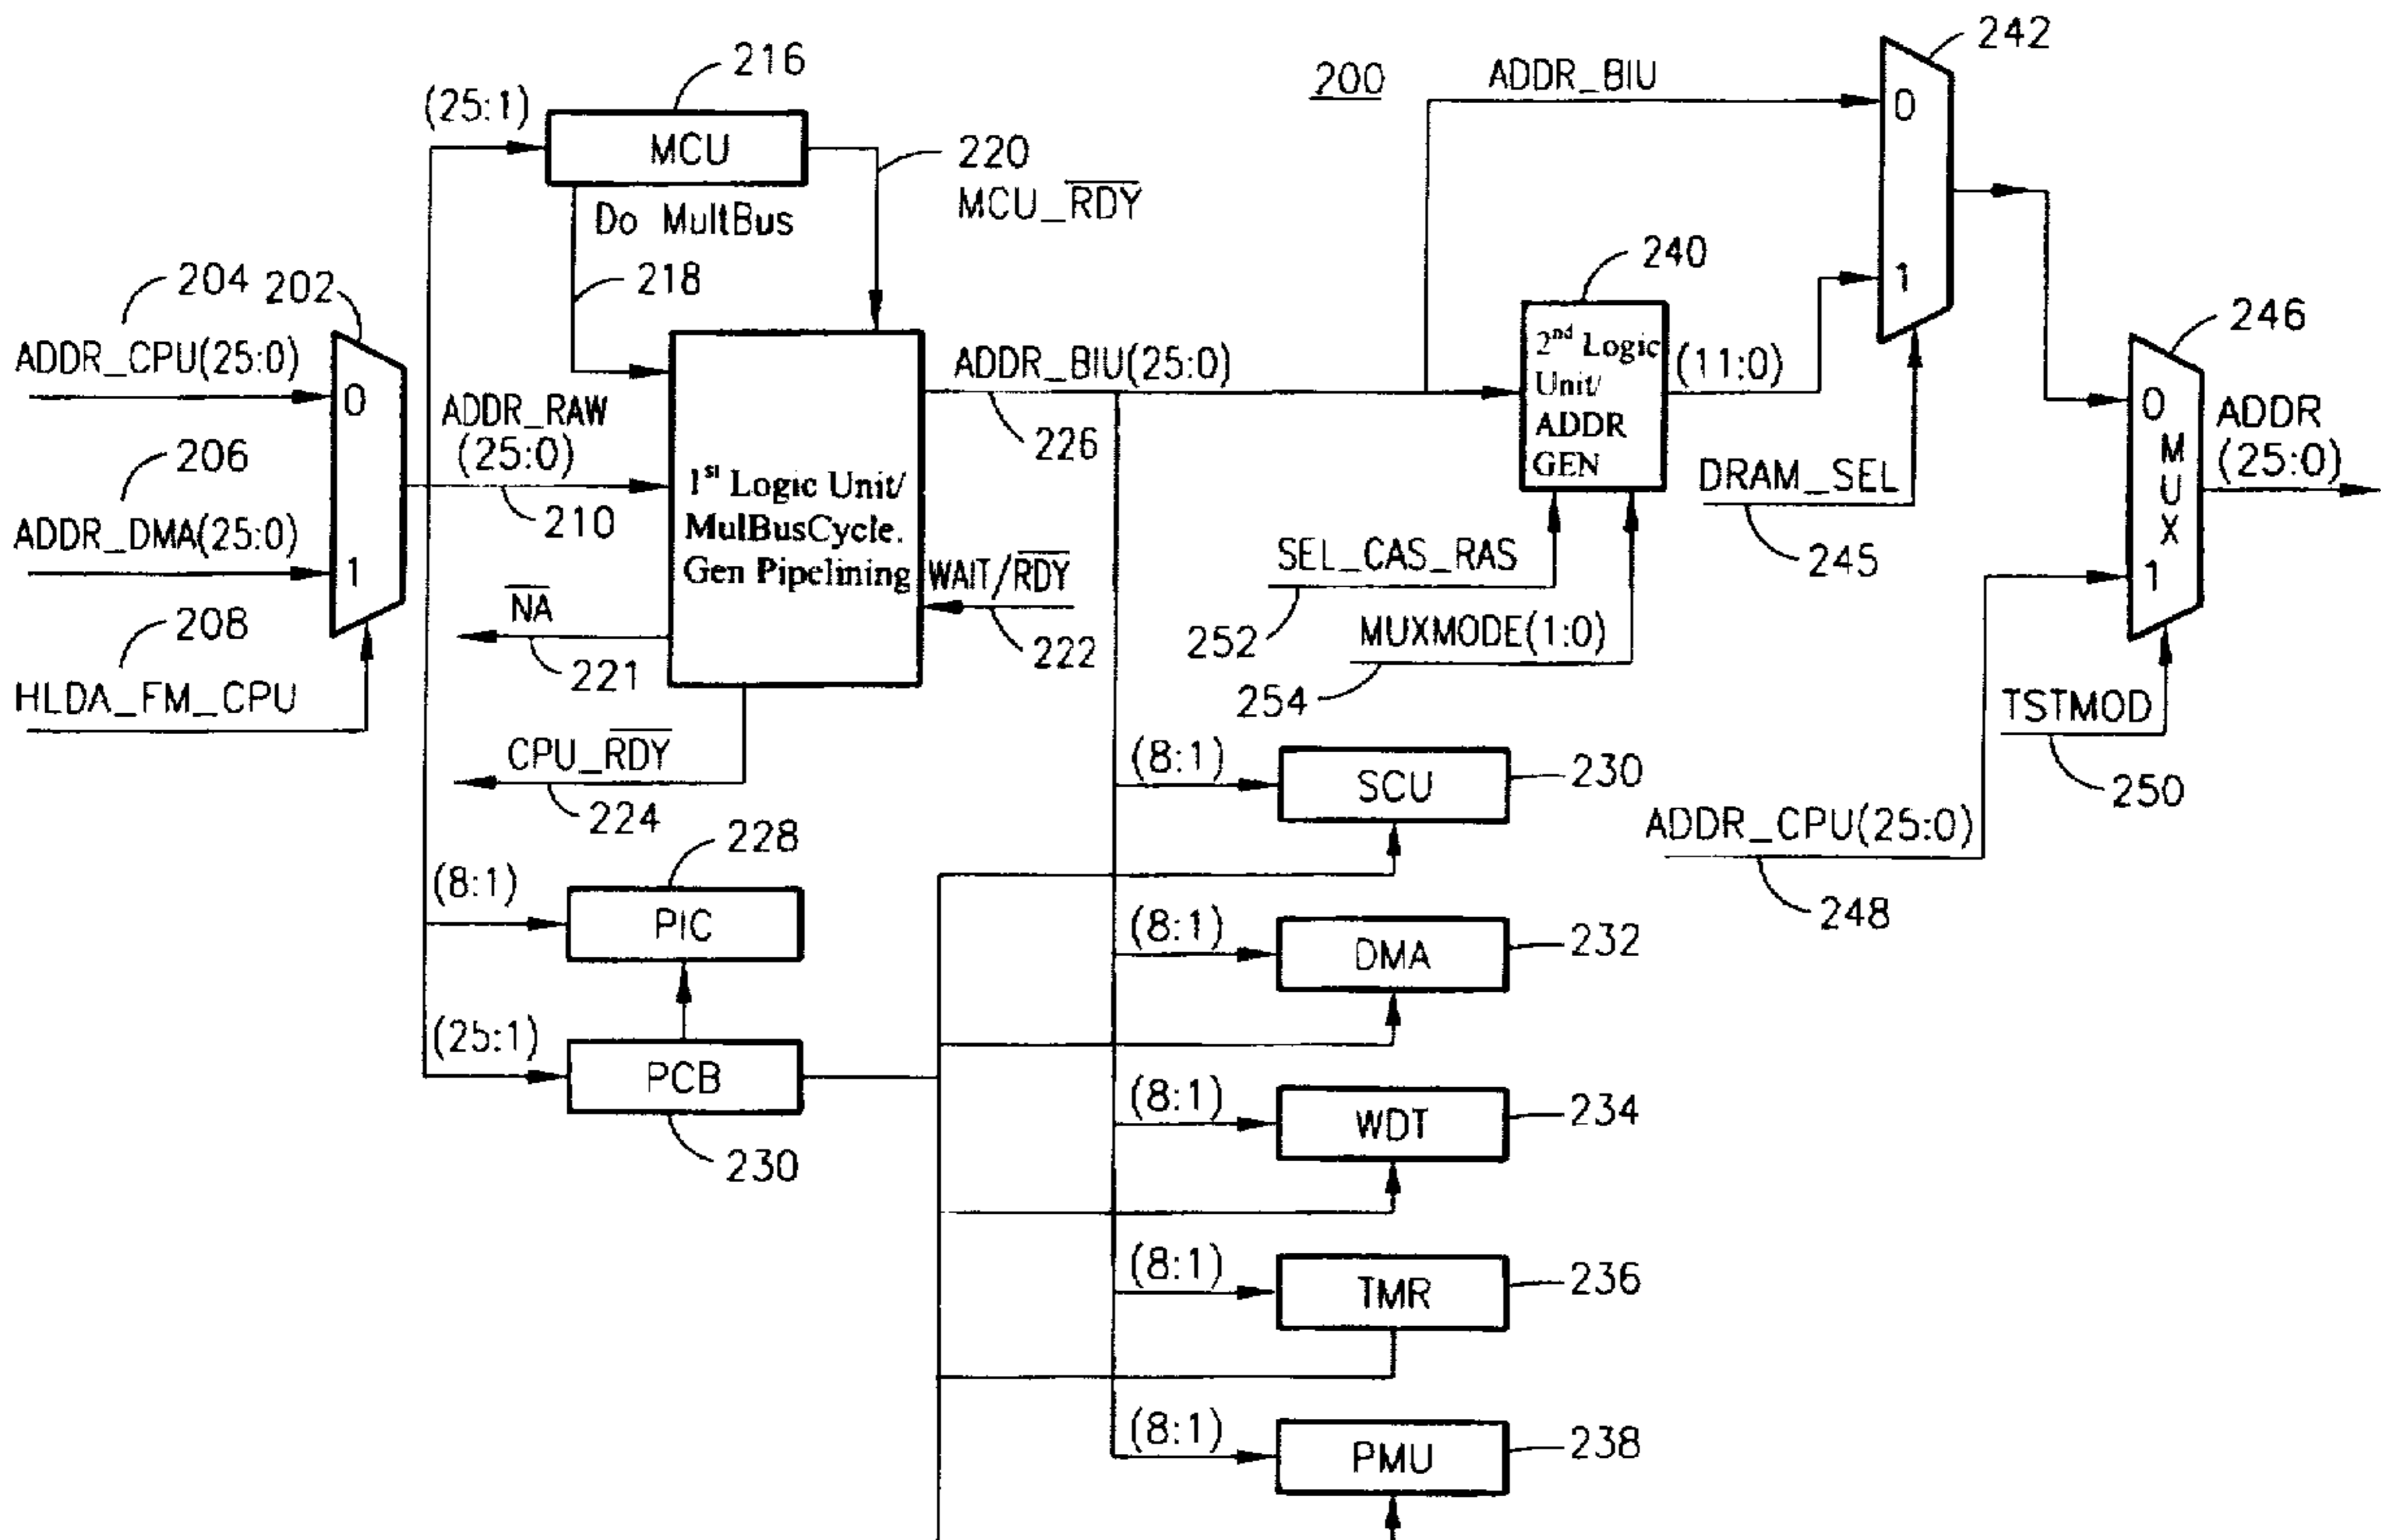 216
200
ADDR_BIU
242
(25:1)
MCU
0
220
MCU_RDY
Do MultBus
204
202
218
240
1
ADDR_CPU(25:0)
0
ADDR_RAW
(25:0)
ADDR_BIU(25:0)
226
2nd Logic
Unit/
ADDR
GEN
(11:0)
246
0
MUX
1
ADDR
(25:0)
206
ADDR_DMA(25:0)
1
210
1st Logic Unit/
MulBusCycle.
Gen Pipelining
WAIT/RDY
222
DRAM_SEL
245
SEL_CAS_RAS
252
MUXMODE(1:0)
254
208
HLDA_FM_CPU
NA
221
CPU_RDY
224
TSTMOD
250
(8:1)
SCU
230
ADDR_CPU(25:0)
248
228
(8:1)
PIC
(8:1)
DMA
232
(25:1)
PCB
230
(8:1)
WDT
234
(8:1)
TMR
236
(8:1)
PMU
238